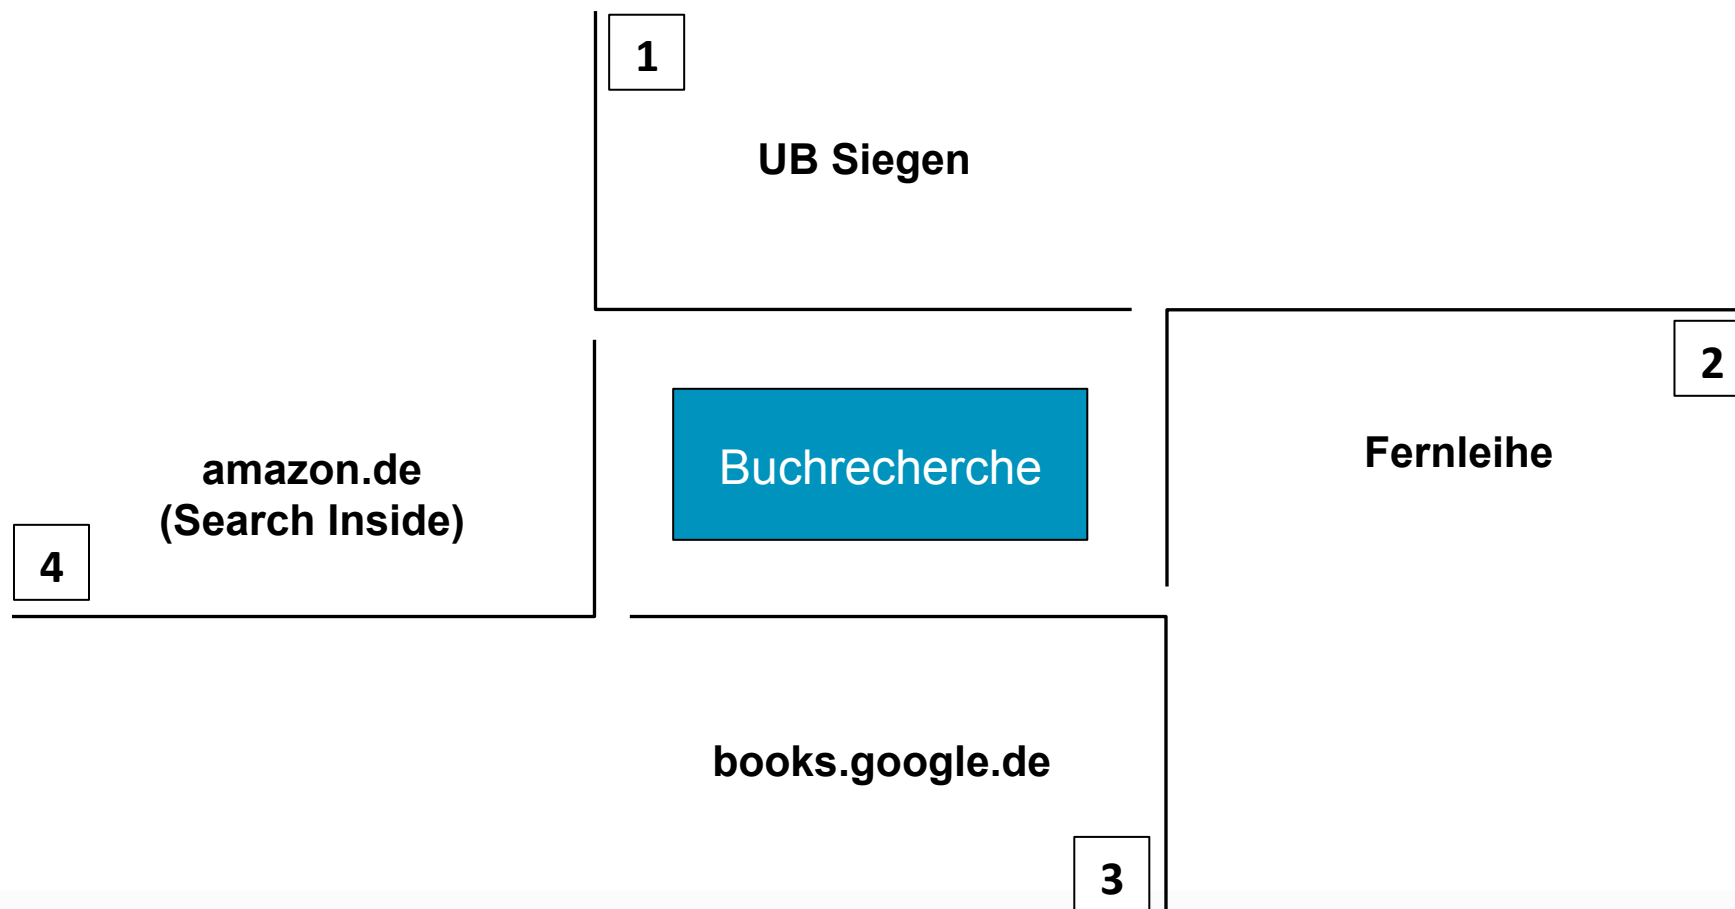 1
UB Siegen
2
Fernleihe
Buchrecherche
amazon.de
(Search Inside)
4
books.google.de
3